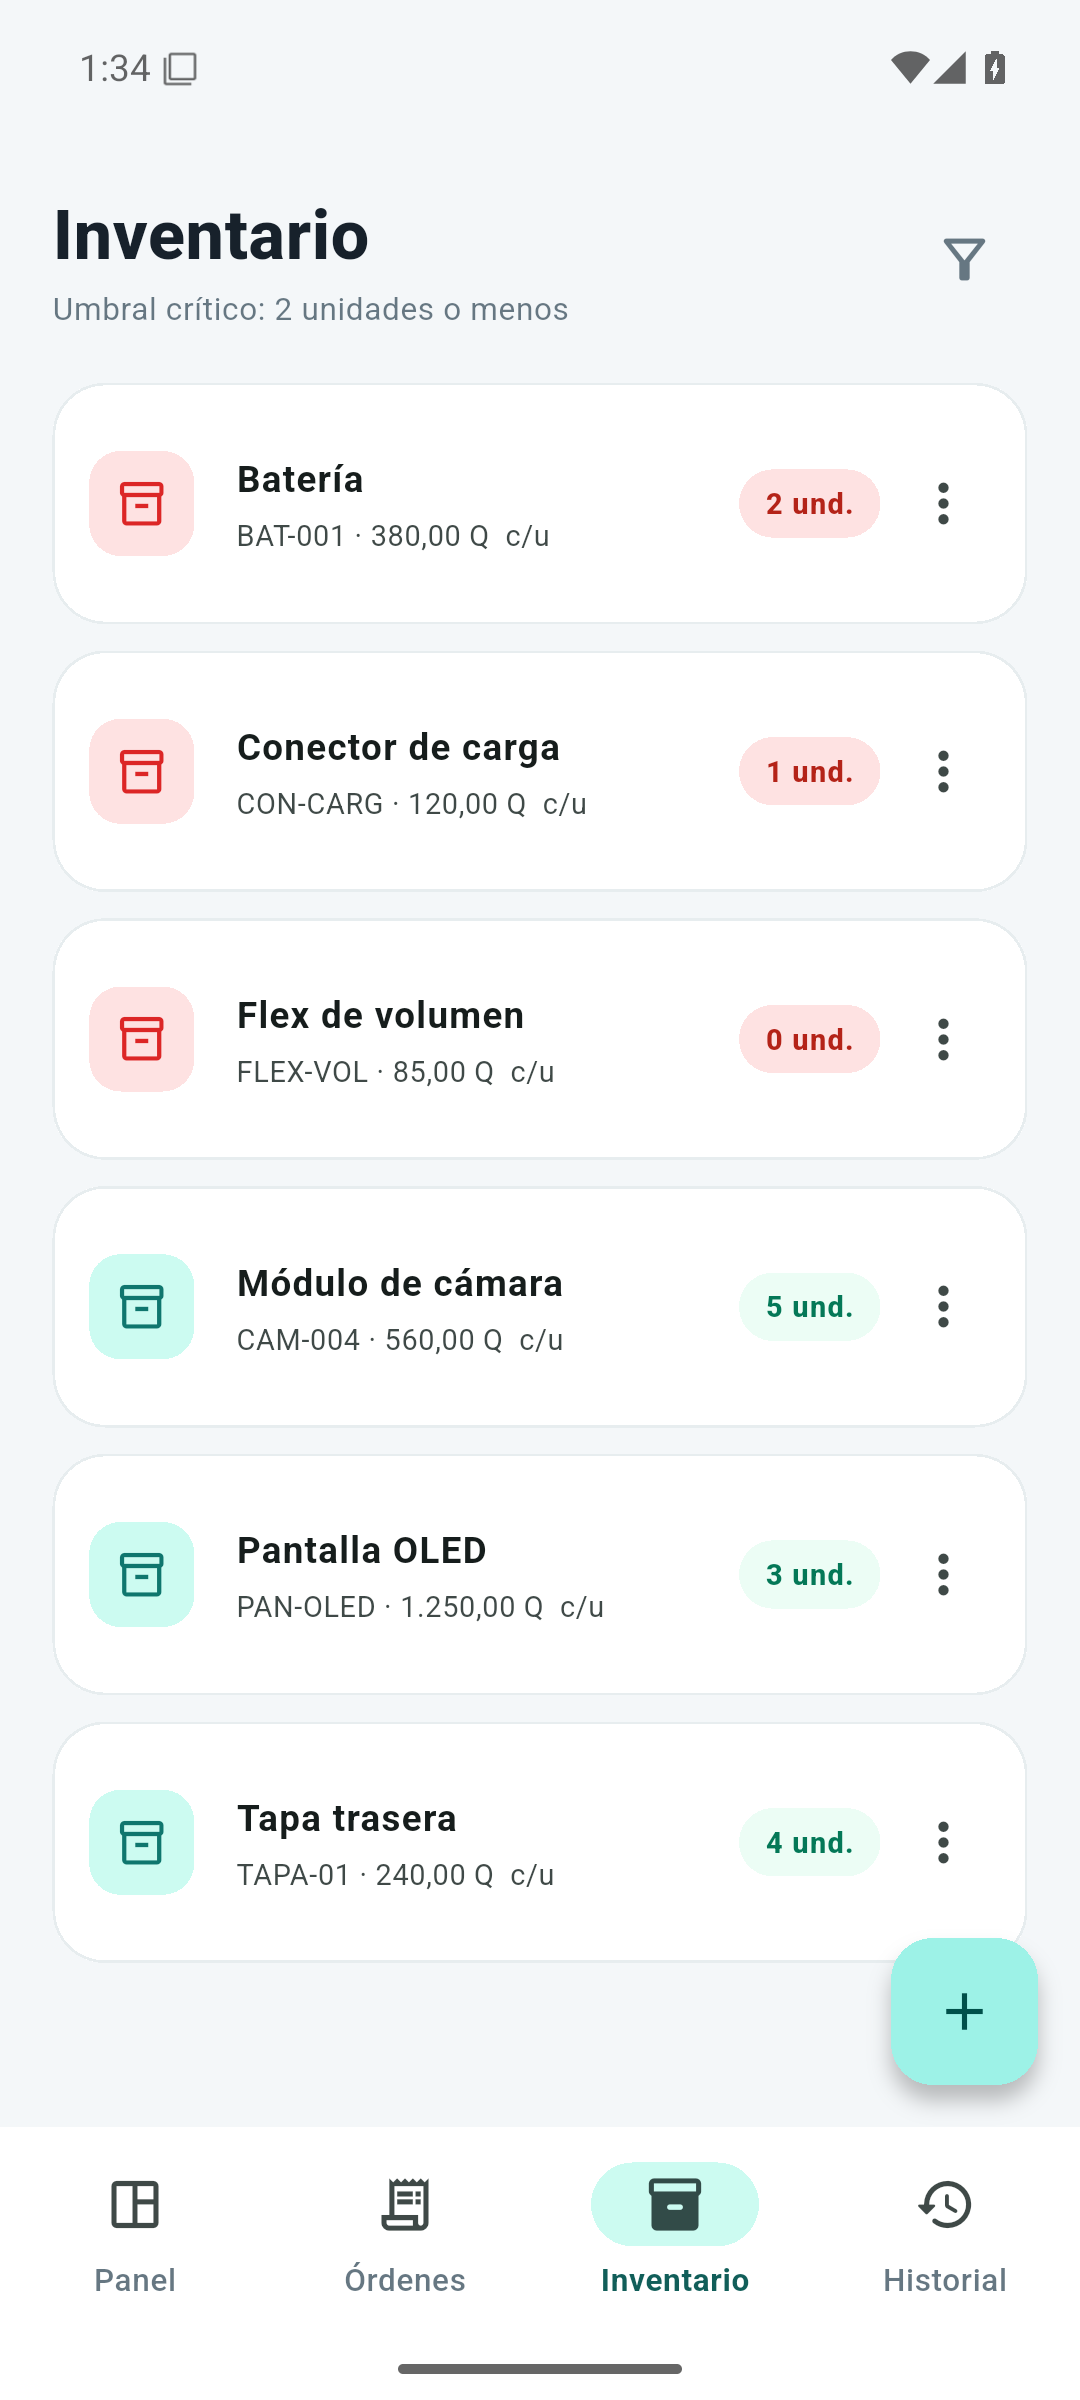 1:34
Inventario
Umbral crítico: 2 unidades o menos
Batería
BAT-001 · 380,00 Q c/u
2 und.
Conector de carga
CON-CARG · 120,00 Q c/u
1 und.
Flex de volumen
FLEX-VOL · 85,00 Q c/u
0 und.
Módulo de cámara
CAM-004 · 560,00 Q c/u
5 und.
Pantalla OLED
PAN-OLED · 1.250,00 Q c/u
3 und.
Tapa trasera
TAPA-01 · 240,00 Q c/u
4 und.
Panel
Órdenes
Inventario
Historial